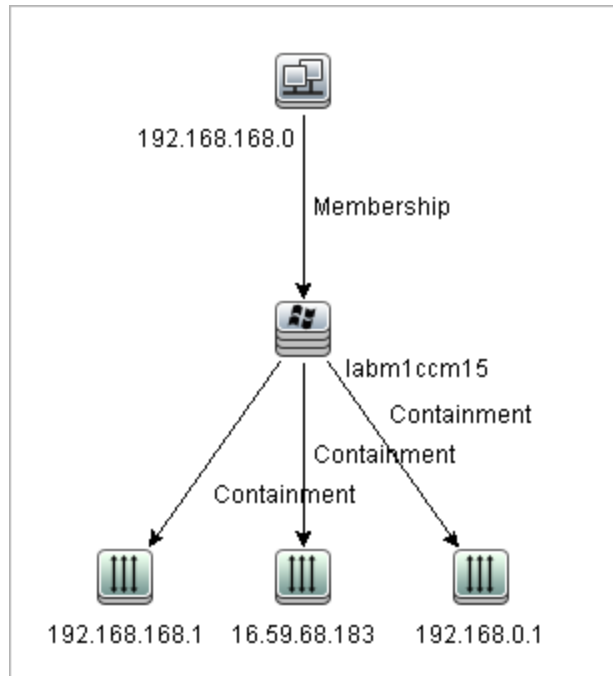 192.168.168.0
Membership
labm1ccm15
Containment
Containment
Containment
192.168.168.1
16.59.68.183
192.168.0.1